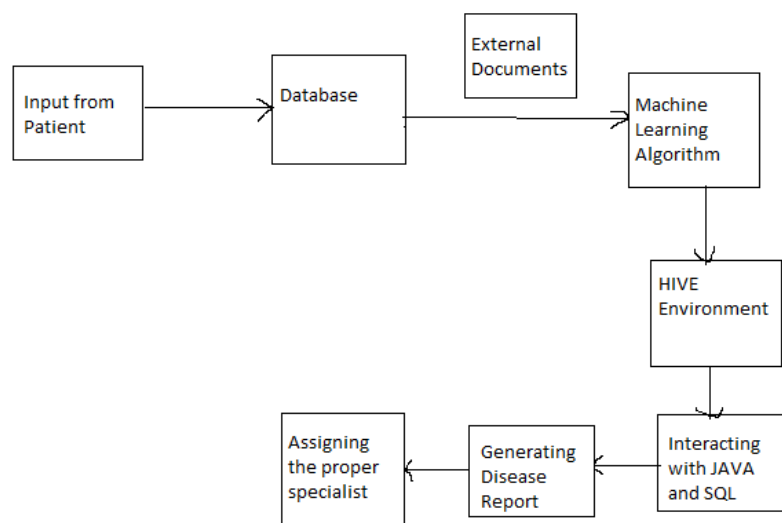 Input from
Patient
Database
External
Documents
Machine
Learning
Algorithm
HIVE
Environment
Interacting
with JAVA
and SQL
Generating
Disease
Report
Assigning
the proper
specialist